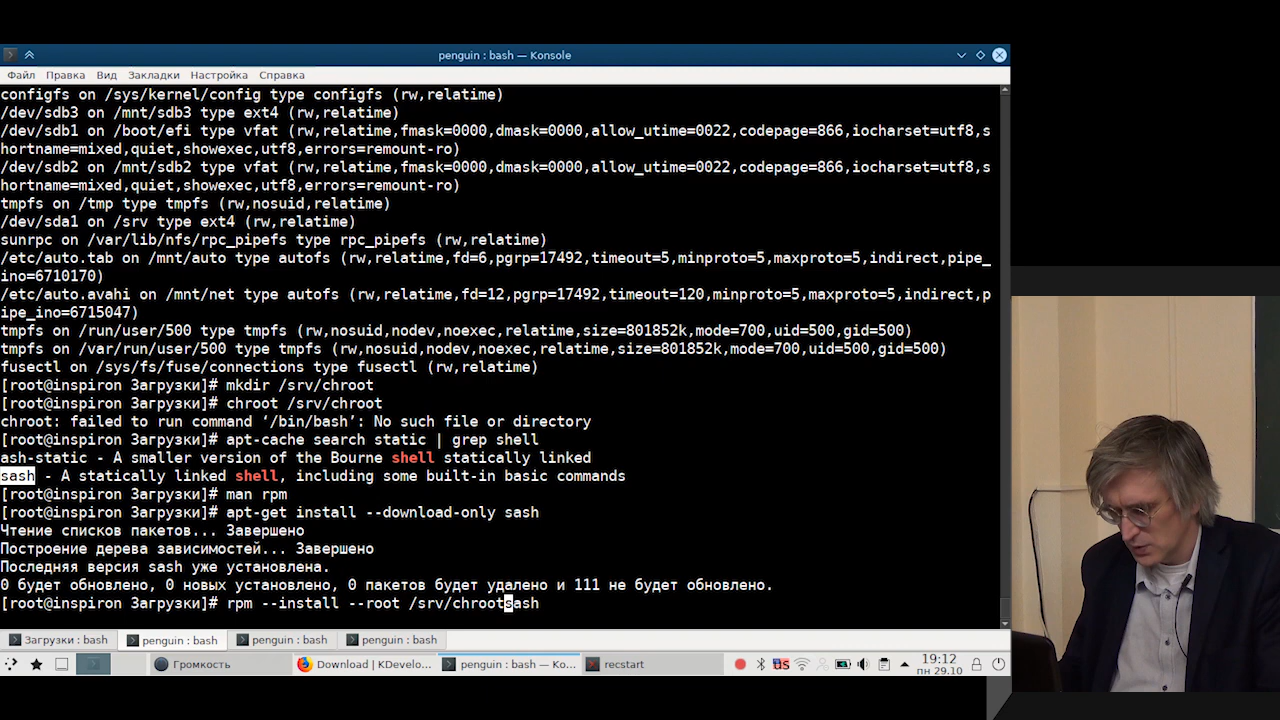 penguin : bash — Konsole
Файл Правка Вид Закладки Настройка Справка
configfs on /sys/kernel/config type configfs (rw,relatime)
/dev/sdb3 on /mnt/sdb3 type ext4 (rw,relatime)
/dev/sdb1 on /boot/efi type vfat (rw,relatime,fmask=0000,dmask=0000,allow_utime=0022,codepage=866,iocharset=utf8,s
hortname=mixed,quiet,showexec,utf8,errors=remount-ro)
/dev/sdb2 on /mnt/sdb2 type vfat (rw,relatime,fmask=0000,dmask=0000,allow_utime=0022,codepage=866,iocharset=utf8,s
hortname=mixed,quiet,showexec,utf8,errors=remount-ro)
tmpfs on /tmp type tmpfs (rw,nosuid,relatime)
/dev/sda1 on /srv type ext4 (rw,relatime)
sunrpc on /var/lib/nfs/rpc_pipefs type rpc_pipefs (rw,relatime)
/etc/auto.tab on /mnt/auto type autofs (rw,relatime,fd=6,pgrp=17492,timeout=5,minproto=5,maxproto=5,indirect,pipe_
ino=6710170)
/etc/auto.avahi on /mnt/net type autofs (rw,relatime,fd=12,pgrp=17492,timeout=120,minproto=5,maxproto=5,indirect,p
ipe_ino=6715047)
tmpfs on /run/user/500 type tmpfs (rw,nosuid,nodev,noexec,relatime,size=801852k,mode=700,uid=500,gid=500)
tmpfs on /var/run/user/500 type tmpfs (rw,nosuid,nodev,noexec,relatime,size=801852k,mode=700,uid=500,gid=500)
fusectl on /sys/fs/fuse/connections type fusectl (rw,relatime)
[root@inspiron Загрузки]# mkdir /srv/chroot
[root@inspiron Загрузки]# chroot /srv/chroot
chroot: failed to run command ‘/bin/bash’: No such file or directory
[root@inspiron Загрузки]# apt-cache search static | grep shell
ash-static - A smaller version of the Bourne shell statically linked
sash - A statically linked shell, including some built-in basic commands
[root@inspiron Загрузки]# man rpm
[root@inspiron Загрузки]# apt-get install --download-only sash
Чтение списков пакетов... Завершено
Построение дерева зависимостей... Завершено
Последняя версия sash уже установлена.
0 будет обновлено, 0 новых установлено, 0 пакетов будет удалено и 111 не будет обновлено.
[root@inspiron Загрузки]# rpm --install --root /srv/chrootsash
Загрузки : bash penguin : bash penguin : bash penguin : bash
Громкость Download | KDevelo... penguin : bash — Ko... recstart US 19:12
пн 29.10